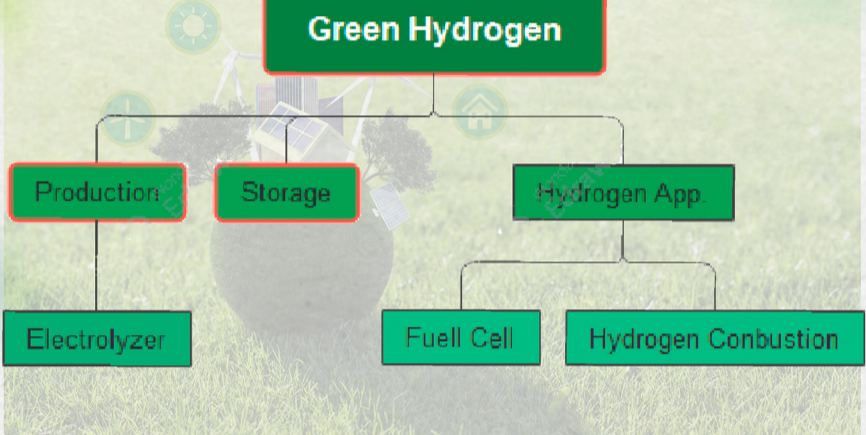 Green Hydrogen
Production
Storage
Hydrogen App.
Electrolyzer
Fuell Cell
Hydrogen Conbustion